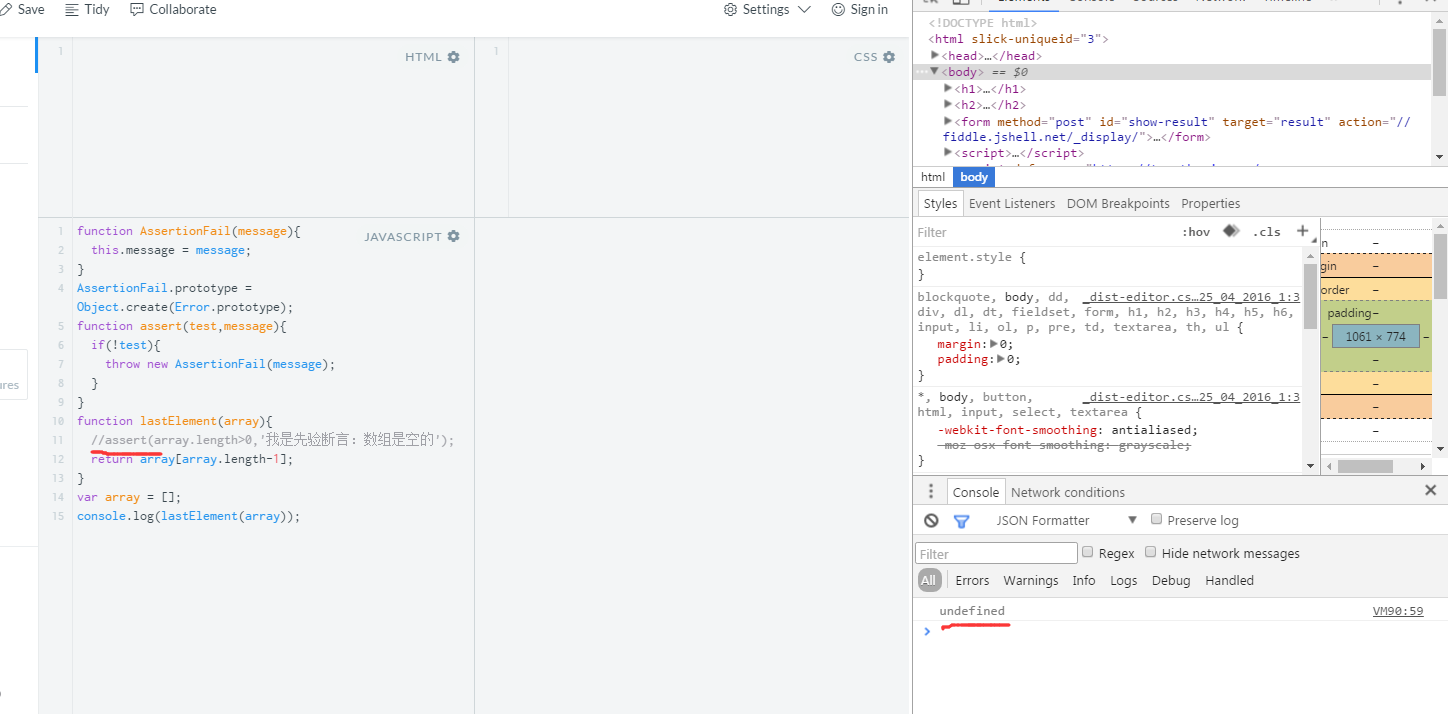 Save Tidy Collaborate Settings Sign in
HTML
1
CSS
1
JAVASCRIPT
1 function AssertionFail(message){
2 this.message = message;
3 }
4 AssertionFail.prototype =
Object.create(Error.prototype);
5 function assert(test,message){
6 if(!test){
7 throw new AssertionFail(message);
8 }
9 }
10 function lastElement(array){
11 //assert(array.length>0,'我是先验断言：数组是空的');
12 return array[array.length-1];
13 }
14 var array = [];
15 console.log(lastElement(array));
ures
<!DOCTYPE html>
<html slick-uniqueid="3">
▶<head>…</head>
…▼<body> == $0
▶<h1>…</h1>
▶<h2>…</h2>
▶<form method="post" id="show-result" target="result" action="//
fiddle.jshell.net/_display/">…</form>
▶<script>…</script>
html body
Styles Event Listeners DOM Breakpoints Properties
Filter :hov .cls +
element.style {
}
blockquote, body, dd, _dist-editor.cs…25_04_2016_1:3
div, dl, dt, fieldset, form, h1, h2, h3, h4, h5, h6,
input, li, ol, p, pre, td, textarea, th, ul {
margin:▶0;
padding:▶0;
}
*, body, button, _dist-editor.cs…25_04_2016_1:3
html, input, select, textarea {
-webkit-font-smoothing: antialiased;
-moz-osx-font-smoothing: grayscale;
}
n –
gin –
order –
padding –
– 1061 × 774 –
–
–
–
–
Console Network conditions
JSON Formatter ▼ Preserve log
Filter Regex Hide network messages
All Errors Warnings Info Logs Debug Handled
undefined VM90:59